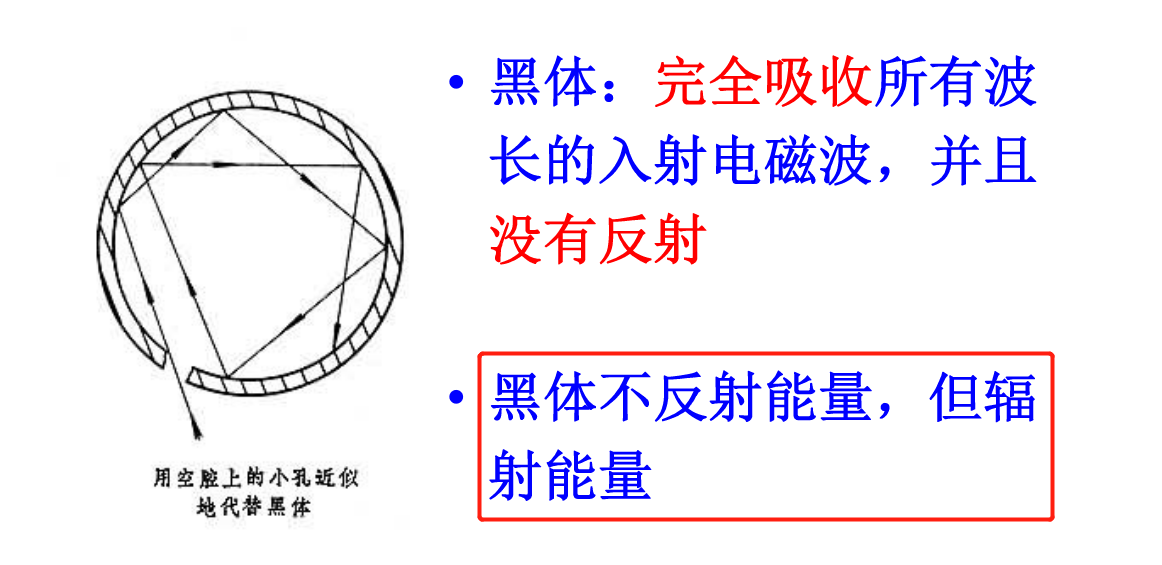 • 黑体：完全吸收所有波
长的入射电磁波，并且
没有反射
• 黑体不反射能量，但辐
射能量
用空腔上的小孔近似
地代替黑体